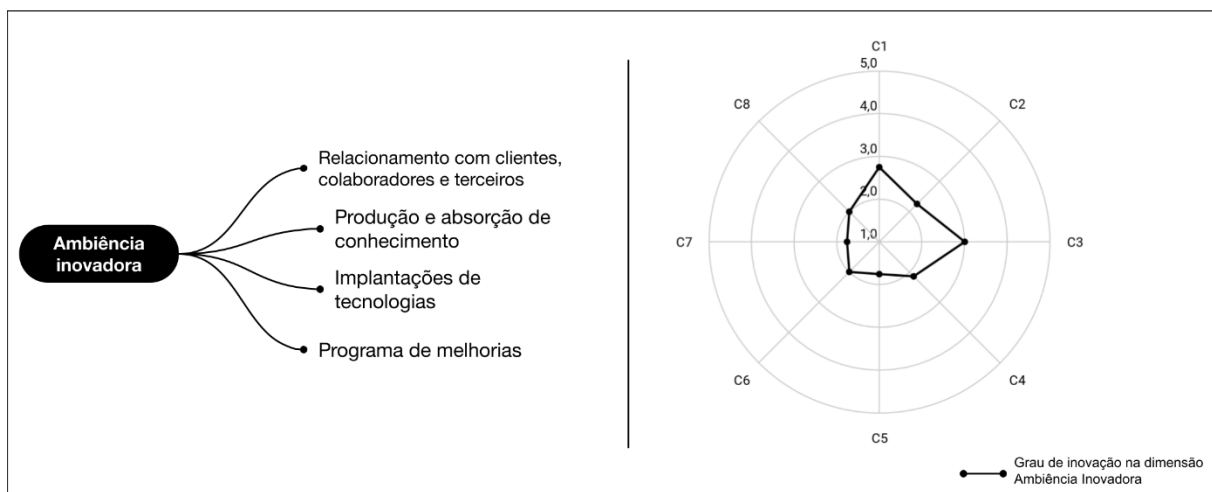 Ambiência
inovadora
Relacionamento com clientes,
colaboradores e terceiros
Produção e absorção de
conhecimento
Implantações de
tecnologias
Programa de melhorias
C1
5,0
C8
C2
4,0
3,0
2,0
C7
1,0
C3
C6
C4
C5
Grau de inovação na dimensão
Ambiência Inovadora